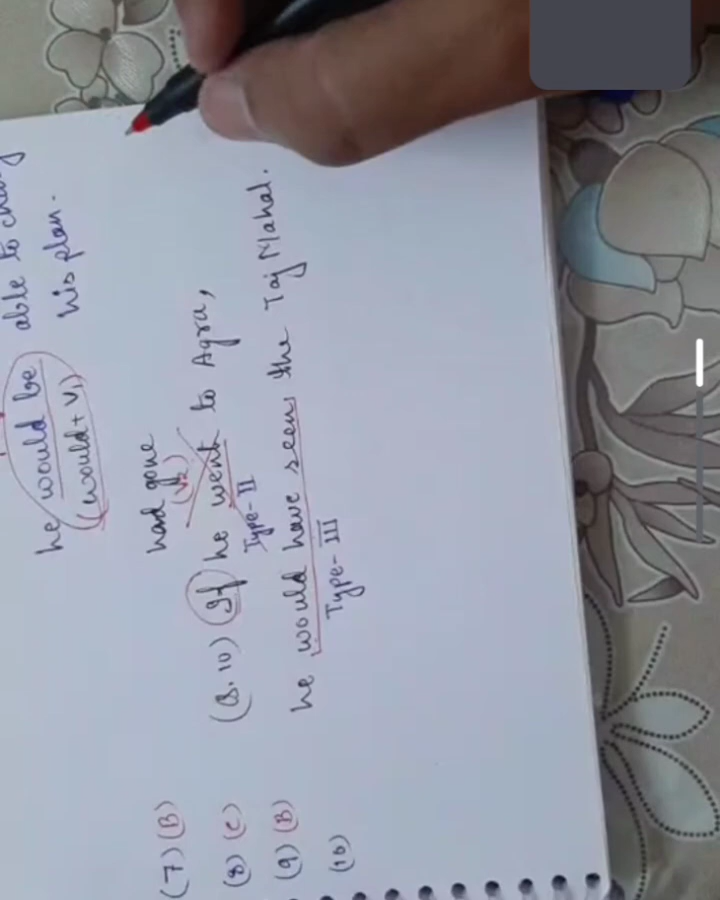 able to
his plan.
he would be
(would + V₁)
had gone
(V₂)
(Q. 10) If he went to Agra,
Type-II
he would have seen the Taj Mahal.
Type-III
(7) (B)
(8) (C)
(9) (B)
(10)